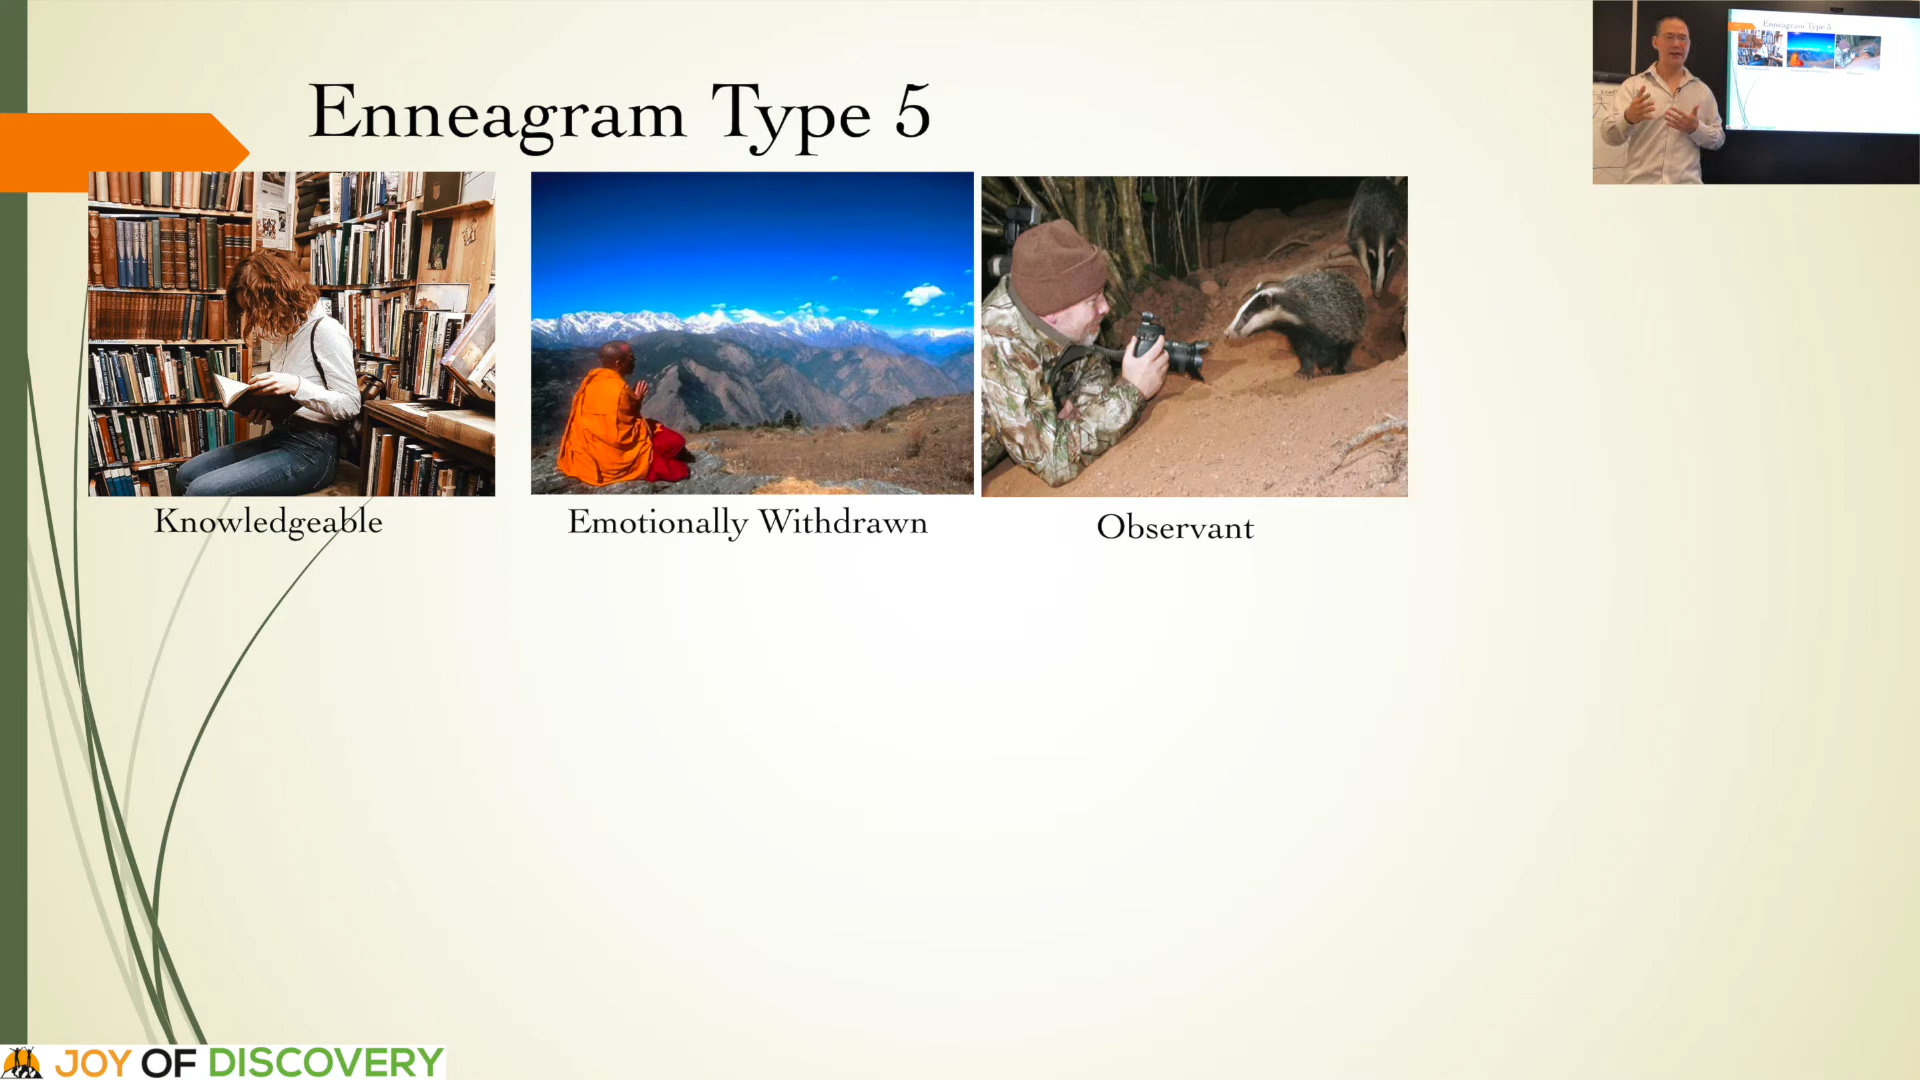 Enneagram Type 5
Knowledgeable
Emotionally Withdrawn
Observant
Enneagram Type 5
JOY OF DISCOVERY